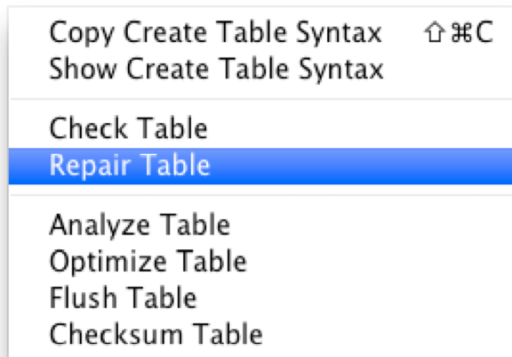 Copy Create Table Syntax ⇧⌘C
Show Create Table Syntax
Check Table
Repair Table
Analyze Table
Optimize Table
Flush Table
Checksum Table